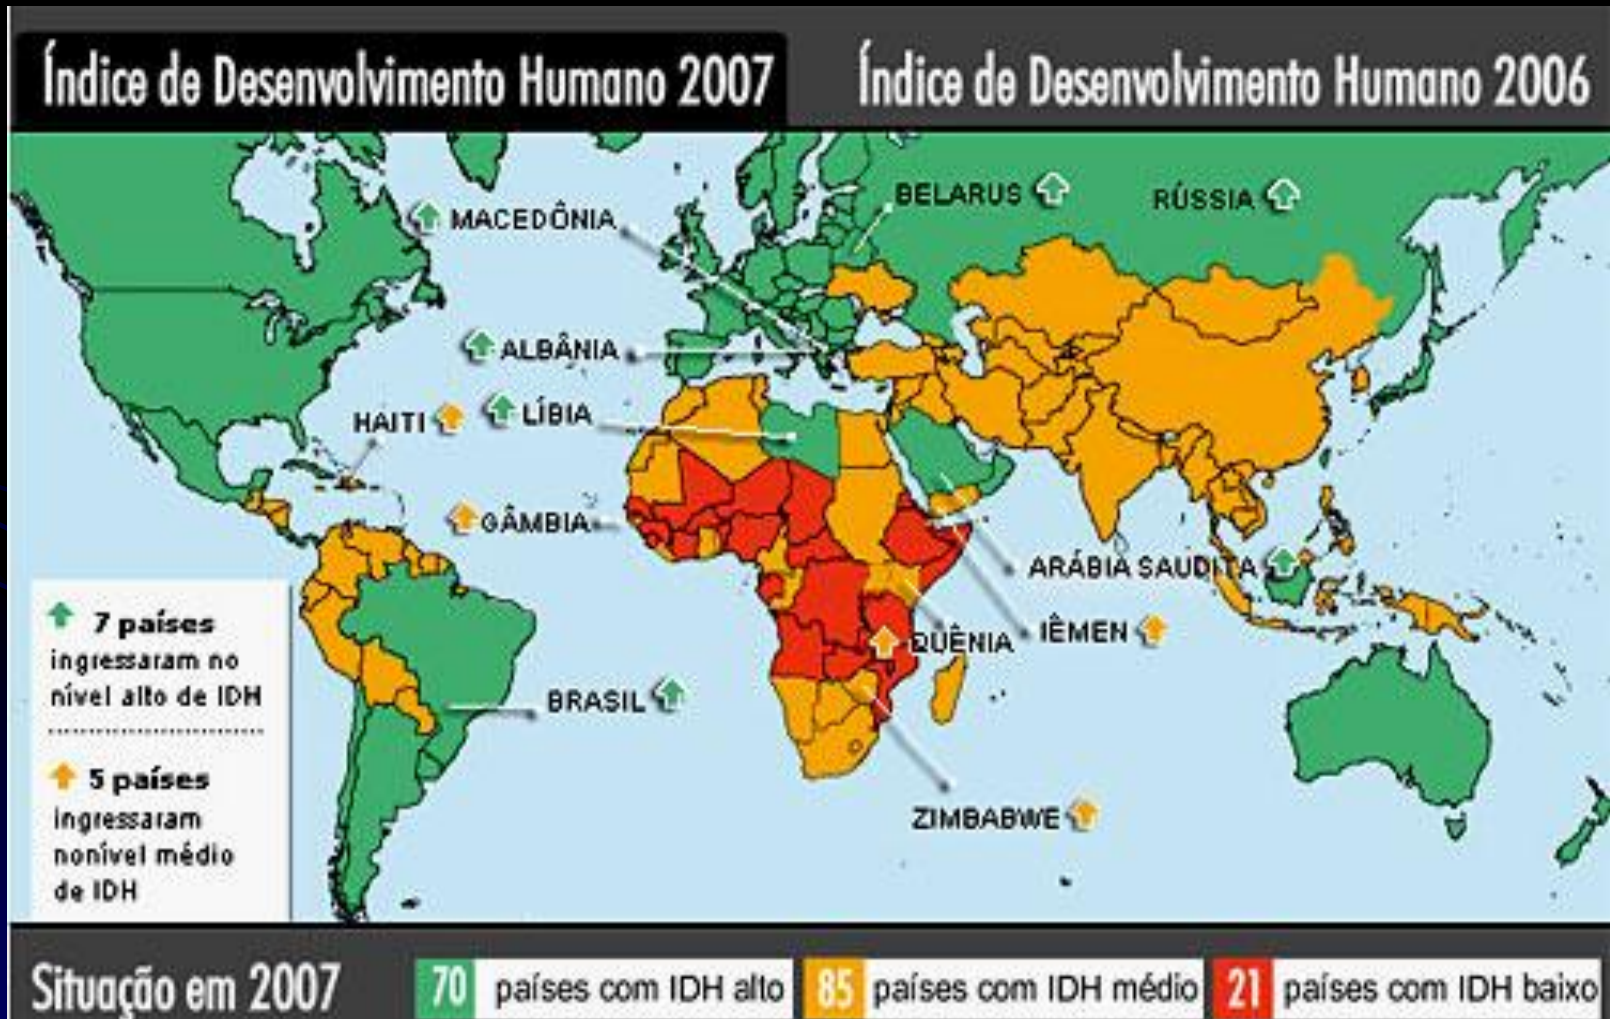 Índice de Desenvolvimento Humano 2007
Índice de Desenvolvimento Humano 2006
BELARUS
RÚSSIA
MACEDÔNIA
ALBÂNIA
HAITI
LÍBIA
GÂMBIA
ARÁBIA SAUDITA
IÊMEN
QUÊNIA
BRASIL
ZIMBABWE
7 países
ingressaram no
nível alto de IDH
5 países
ingressaram
nonível médio
de IDH
Situação em 2007
70 países com IDH alto
85 países com IDH médio
21 países com IDH baixo